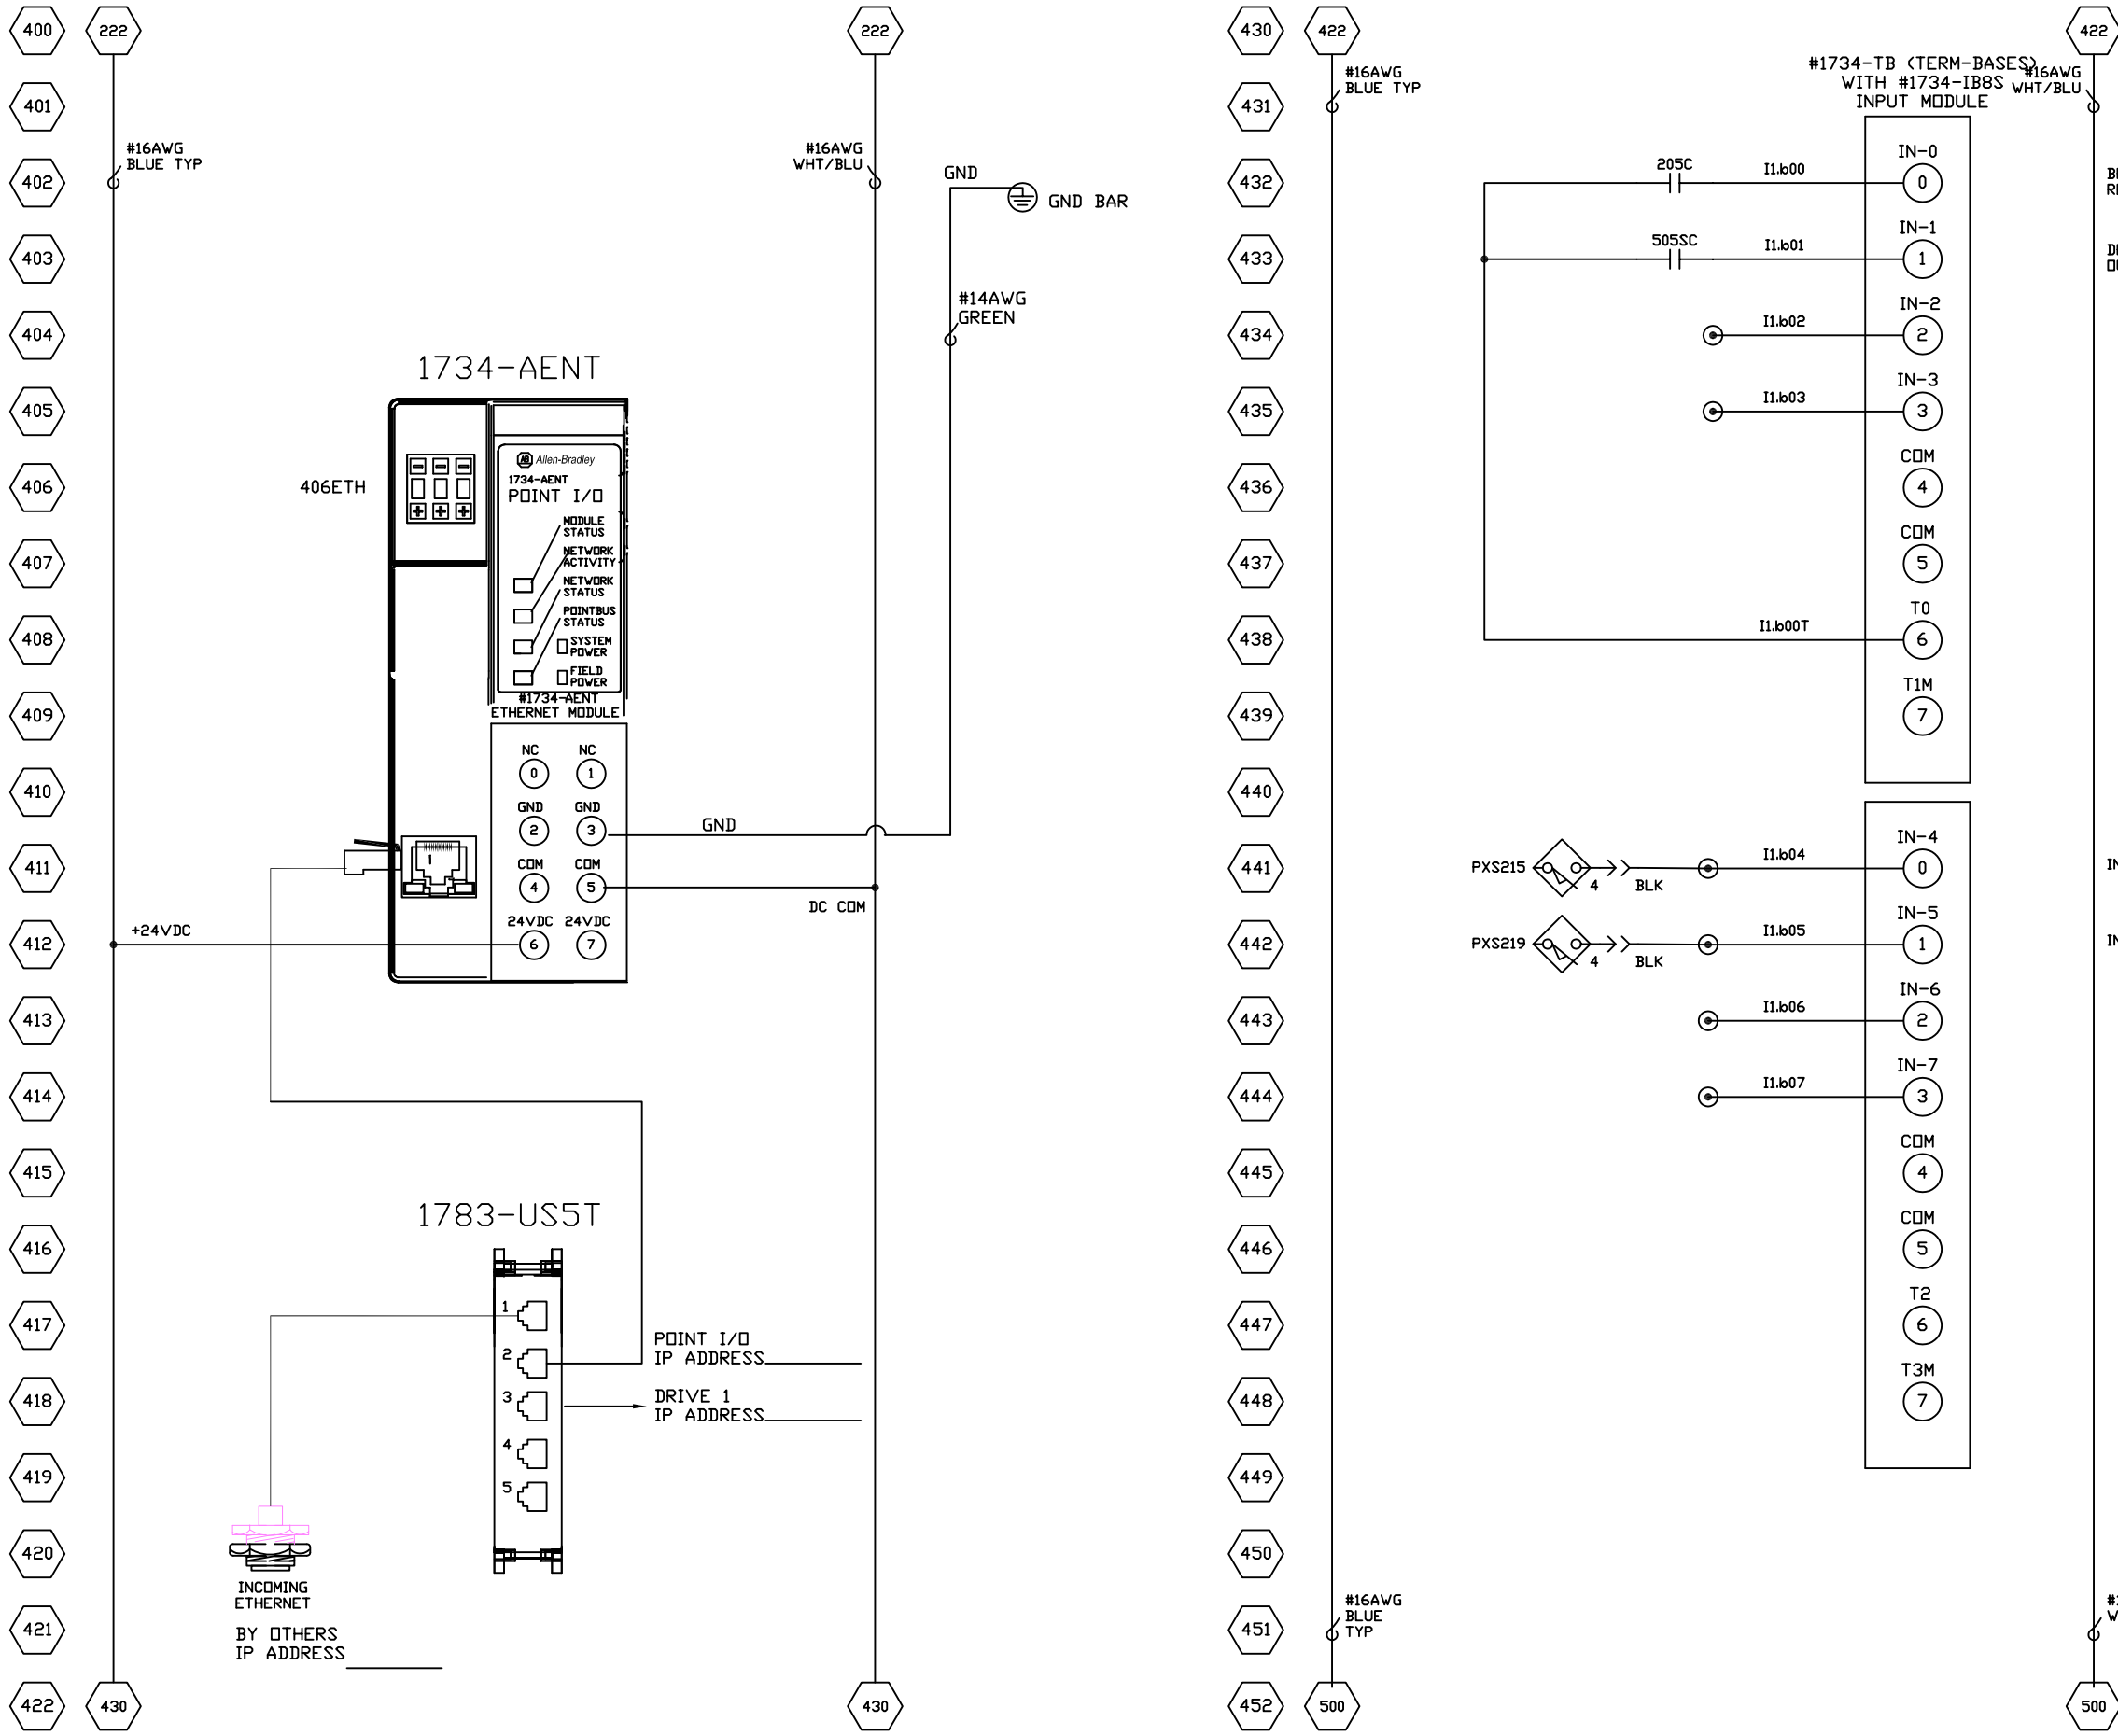 400
222
222
401
#16AWG
BLUE TYP
#16AWG
WHT/BLU
402
GND
GND BAR
403
#14AWG
GREEN
404
1734-AENT
405
Allen-Bradley
1734-AENT
POINT I/O
406
406ETH
MODULE
STATUS
NETWORK
ACTIVITY
407
NETWORK
STATUS
POINTBUS
STATUS
408
SYSTEM
POWER
FIELD
POWER
#1734-AENT
ETHERNET MODULE
409
NC NC
0 1
410
GND GND
2 3
GND
411
COM COM
4 5
DC COM
24VDC 24VDC
412
+24VDC
6 7
413
414
415
1783-US5T
416
417
1
2
POINT I/O
IP ADDRESS
418
3
DRIVE 1
IP ADDRESS
4
419
5
420
INCOMING
ETHERNET
421
BY OTHERS
IP ADDRESS
422
430
430
430
422
422
#1734-TB (TERM-BASES)
WITH #1734-IB8S
INPUT MODULE
#16AWG
BLUE TYP
#16AWG
WHT/BLU
431
IN-0
432
205C
I1.b00
0
IN-1
433
505SC
I1.b01
1
IN-2
434
I1.b02
2
IN-3
435
I1.b03
3
COM
436
4
COM
437
5
T0
438
I1.b00T
6
T1M
439
7
440
IN-4
441
PXS215
4
BLK
I1.b04
0
IN-5
442
PXS219
4
BLK
I1.b05
1
IN-6
443
I1.b06
2
IN-7
444
I1.b07
3
COM
445
4
COM
446
5
T2
447
6
T3M
448
7
449
450
#16AWG
BLUE
TYP
451
452
500
500